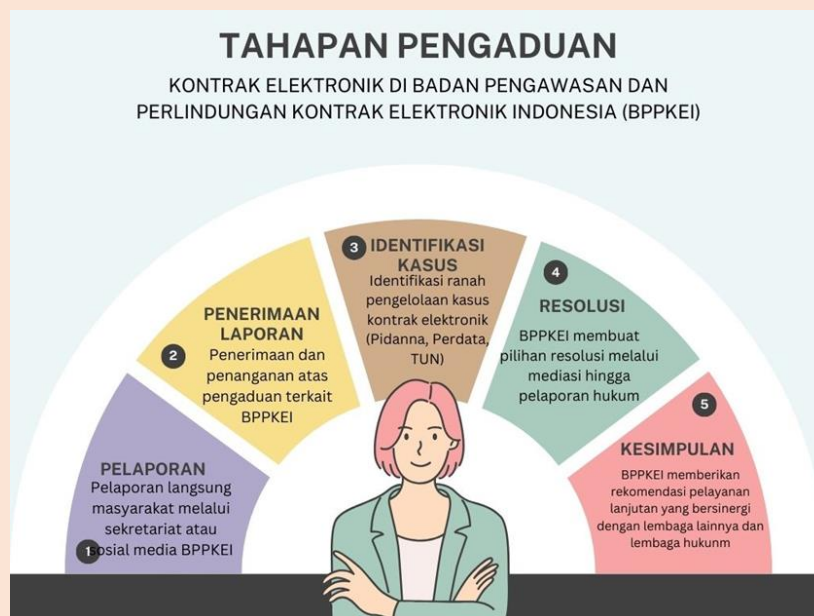 TAHAPAN PENGADUAN
KONTRAK ELEKTRONIK DI BADAN PENGAWASAN DAN
PERLINDUNGAN KONTRAK ELEKTRONIK INDONESIA (BPPKEI)
1
PELAPORAN
Pelaporan langsung
masyarakat melalui
sekretariat atau
sosial media BPPKEI
2
PENERIMAAN
LAPORAN
Penerimaan dan
penanganan atas
pengaduan terkait
BPPKEI
3
IDENTIFIKASI
KASUS
Identifikasi ranah
pengelolaan kasus
kontrak elektronik
(Pidanna, Perdata,
TUN)
4
RESOLUSI
BPPKEI membuat
pilihan resolusi melalui
mediasi hingga
pelaporan hukum
5
KESIMPULAN
BPPKEI memberikan
rekomendasi pelayanan
lanjutan yang bersinergi
dengan lembaga lainnya dan
lembaga hukunm